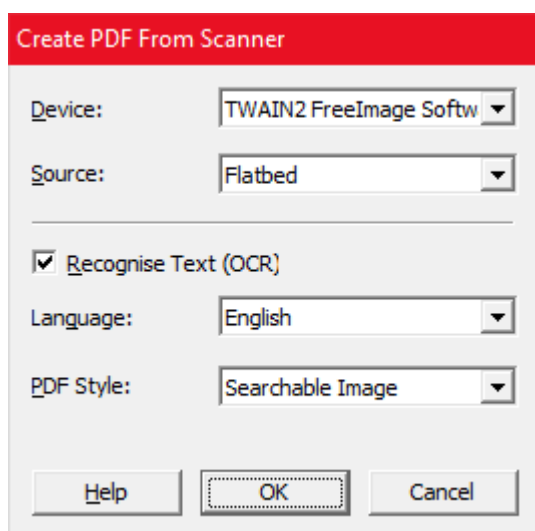 Create PDF From Scanner
Device: TWAIN2 FreeImage Softw
Source: Flatbed
Recognise Text (OCR)
Language: English
PDF Style: Searchable Image
Help OK Cancel